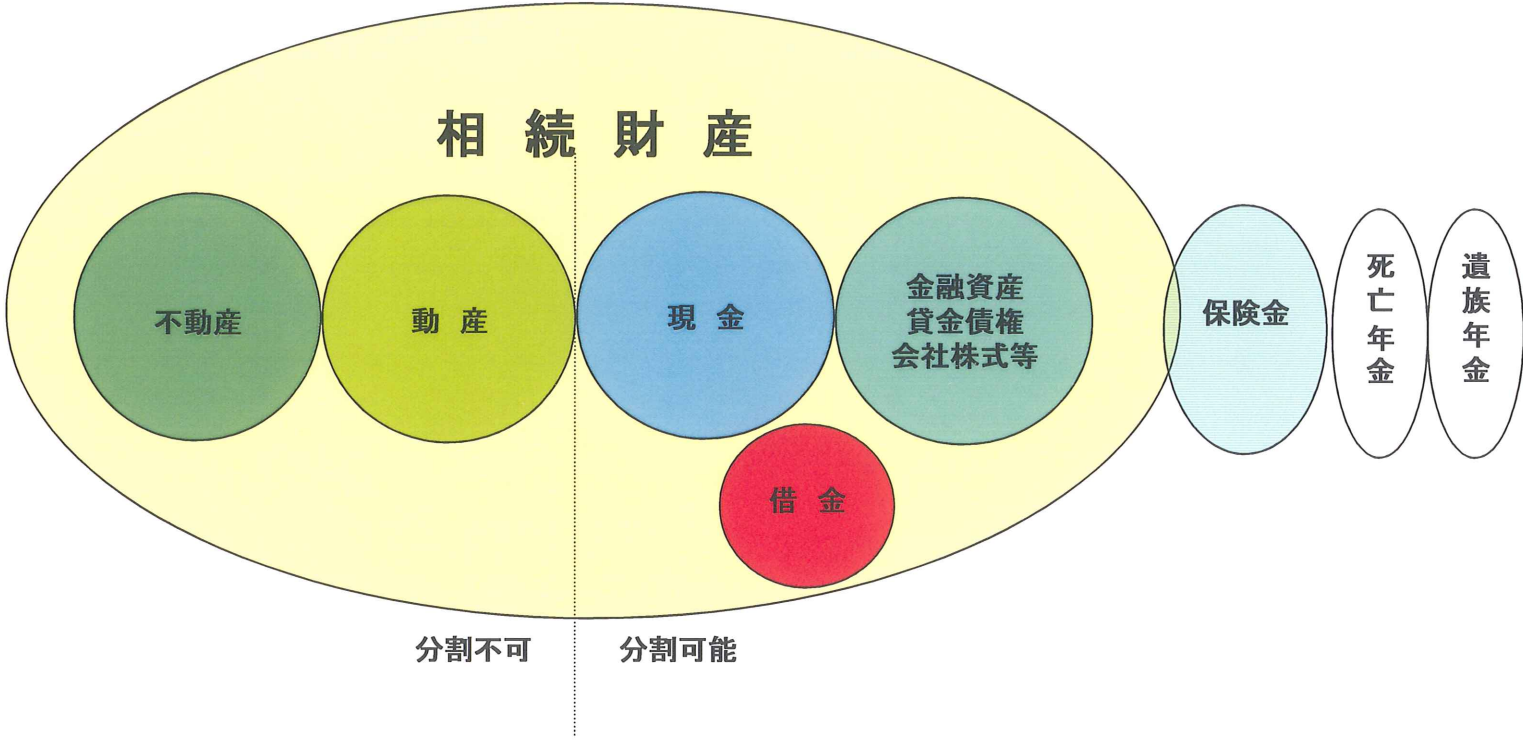 相続財産
不動産
動産
現金
金融資産
貸金債権
会社株式等
借金
保険金
死亡年金
遺族年金
分割不可
分割可能